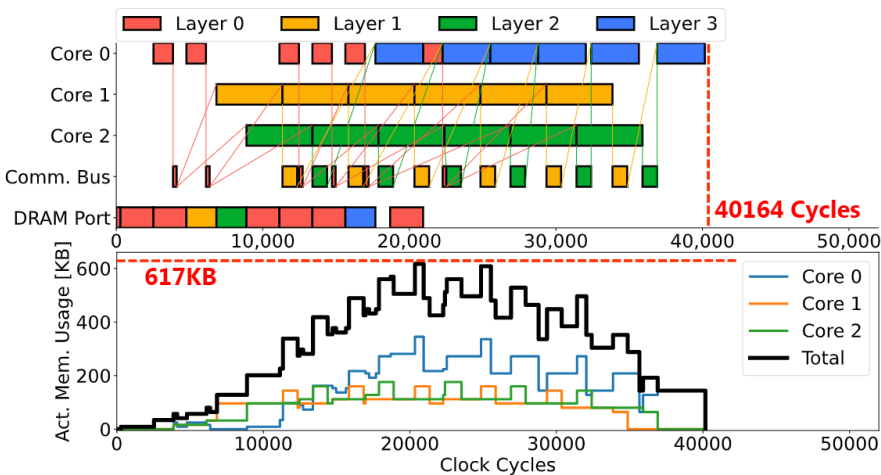 Layer 0 Layer 1 Layer 2 Layer 3
Core 0
Core 1
Core 2
Comm. Bus
DRAM Port
40164 Cycles
0 10,000 20,000 30,000 40,000 50,000
617KB
Act. Mem. Usage [KB]
600
400
200
0
Core 0
Core 1
Core 2
Total
0 10000 20000 30000 40000 50000
Clock Cycles